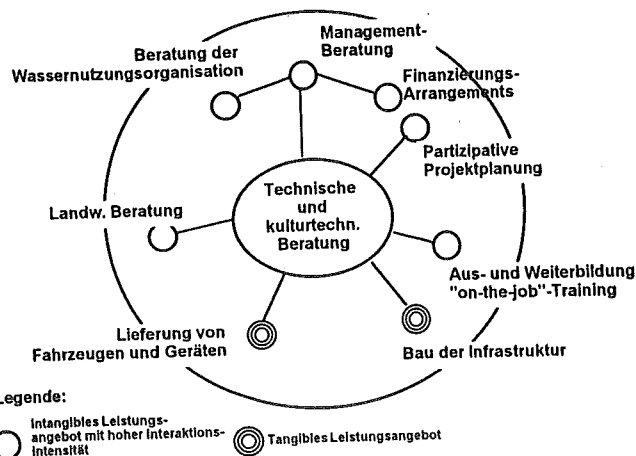 Management-
Beratung
Beratung der
Wassernutzungsorganisation
Finanzierungs-
Arrangements
Partizipative
Projektplanung
Technische
und
kulturtechn.
Beratung
Landw. Beratung
Aus- und Weiterbildung
"on-the-job"-Training
Lieferung von
Fahrzeugen und Geräten
Bau der Infrastruktur
Legende:
Intangibles Leistungs-
angebot mit hoher Interaktions-
intensität
Tangibles Leistungsangebot